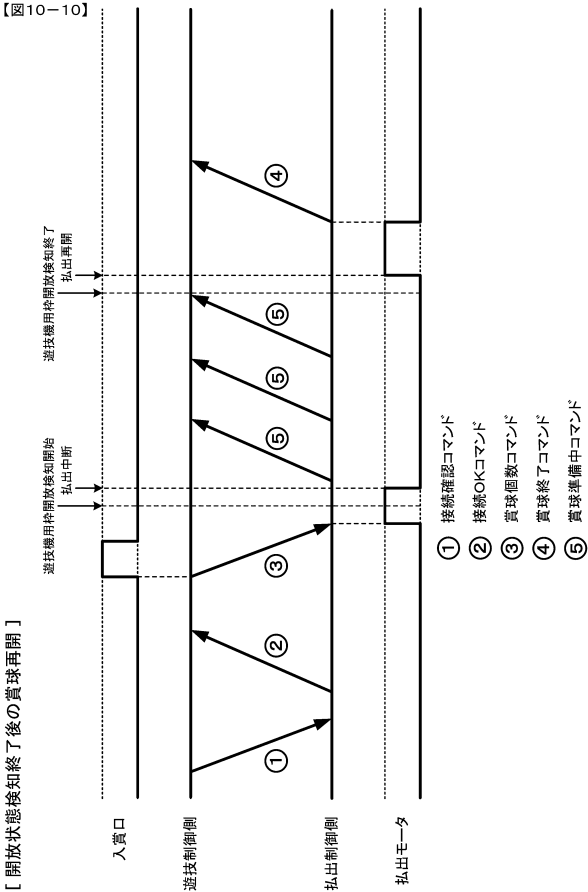 【図10－10】
[ 開放状態検知終了後の賞球再開 ]
遊技機用枠開放検知開始
払出中断
遊技機用枠開放検知終了
払出再開
入賞口
遊技制御側
払出制御側
払出モータ
①
②
③
⑤
⑤
⑤
④
① 接続確認コマンド
② 接続OKコマンド
③ 賞球個数コマンド
④ 賞球終了コマンド
⑤ 賞球準備中コマンド